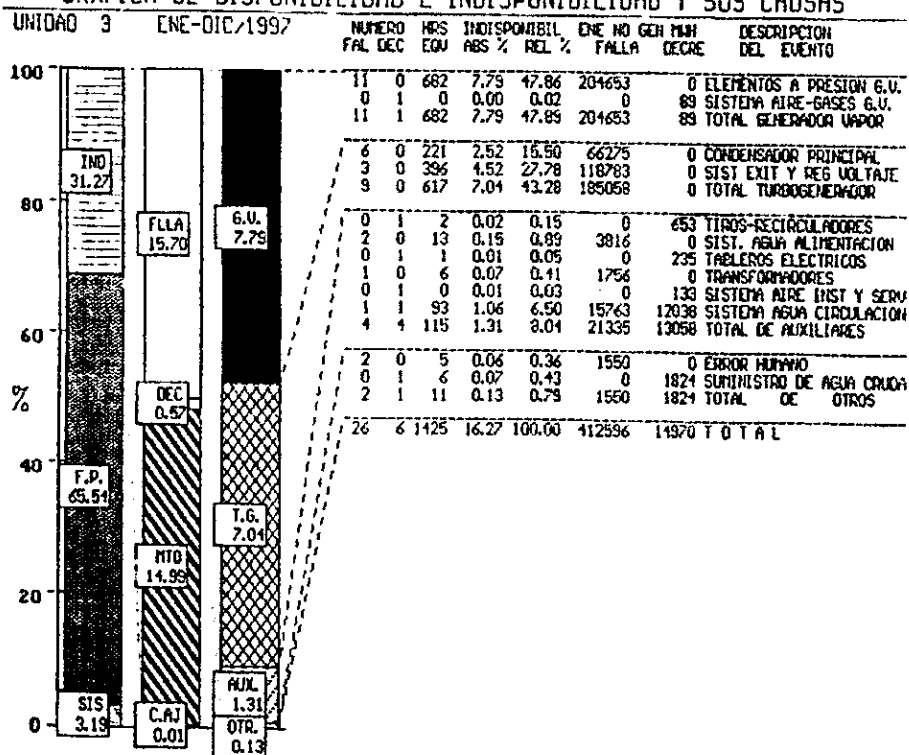 GRAFICA DE DISPONIBILIDAD E INDISPONIBILIDAD Y SUS CAUSAS
UNIDAD 3 ENE-DIC/1997
NUMERO HRS INDISPONIBIL ENE NO GEN MWH DESCRIPCION
FAL DEC EQU ABS % REL % FALLA DECRE DEL EVENTO
11 0 682 7.79 47.86 204653 0 ELEMENTOS A PRESION G.V.
0 1 0 0.00 0.02 0 89 SISTEMA AIRE-GASES G.V.
11 1 682 7.79 47.89 204653 89 TOTAL GENERADOR VAPOR
6 0 221 2.52 15.50 66275 0 CONDENSADOR PRINCIPAL
3 0 396 4.52 27.78 118783 0 SIST EXIT Y REG VOLTAJE
9 0 617 7.04 43.28 185058 0 TOTAL TURBOGENERADOR
0 1 2 0.02 0.15 0 653 TIROS-RECIRCULADORES
2 0 13 0.15 0.89 3816 0 SIST. AGUA ALIMENTACION
0 1 1 0.01 0.05 0 235 TABLEROS ELECTRICOS
1 0 6 0.07 0.41 1756 0 TRANSFORMADORES
0 1 0 0.01 0.03 0 133 SISTEMA AIRE INST Y SERV
1 1 93 1.06 6.50 15763 12038 SISTEMA AGUA CIRCULACION
4 4 115 1.31 8.04 21335 13058 TOTAL DE AUXILIARES
2 0 5 0.06 0.36 1550 0 ERROR HUMANO
0 1 6 0.07 0.43 0 1824 SUMINISTRO DE AGUA CRUDA
2 1 11 0.13 0.79 1550 1824 TOTAL DE OTROS
26 6 1425 16.27 100.00 412596 14970 T O T A L
100
80
60
%
40
20
0
IND
31.27
F.P.
65.54
SIS
3.19
FLLA
15.70
DEC
0.57
MTO
14.99
C.AJ
0.01
G.V.
7.79
T.G.
7.04
AUX.
1.31
OTR.
0.13